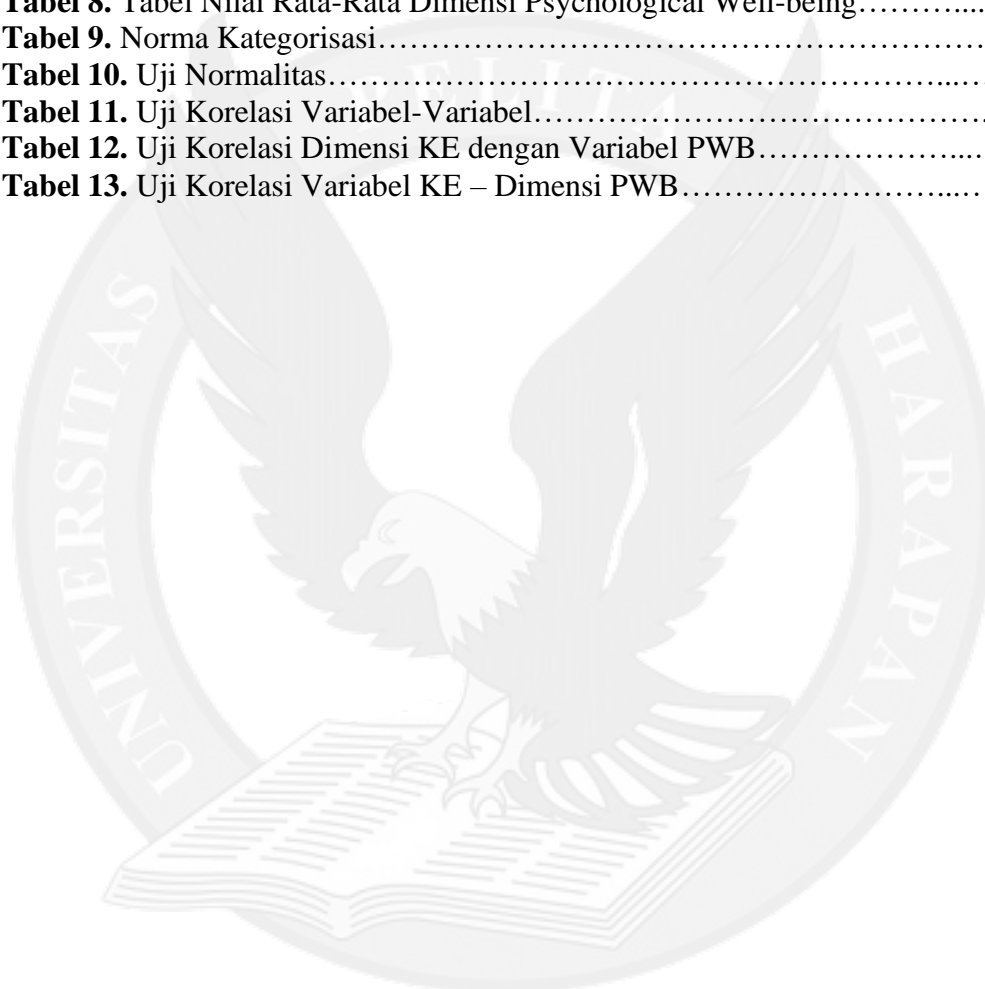 Tabel 8. Tabel Nilai Rata-Rata Dimensi Psychological Well-being………....
Tabel 9. Norma Kategorisasi……………………………………………………
Tabel 10. Uji Normalitas…………………………………………………...…
Tabel 11. Uji Korelasi Variabel-Variabel…………………………………….
Tabel 12. Uji Korelasi Dimensi KE dengan Variabel PWB………………...…
Tabel 13. Uji Korelasi Variabel KE – Dimensi PWB……………………...…
UNIVERSITAS PELITA HARAPAN